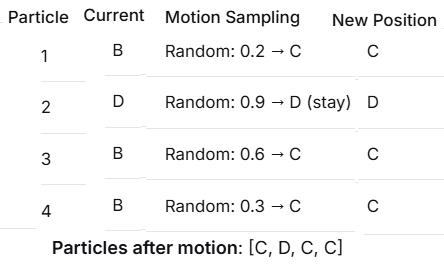 Particle Current Motion Sampling New Position
1 B Random: 0.2 → C C
2 D Random: 0.9 → D (stay) D
3 B Random: 0.6 → C C
4 B Random: 0.3 → C C
Particles after motion: [C, D, C, C]